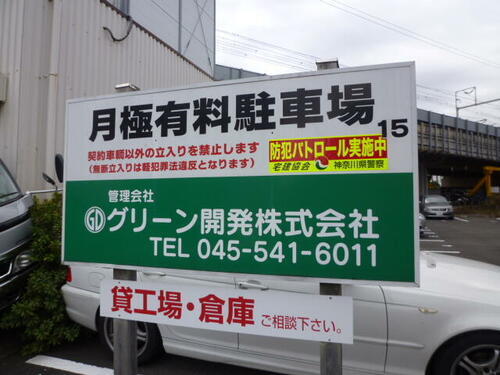 月極有料駐車場
15
契約車輌以外の立入りを禁止します
(無断立入りは軽犯罪法違反となります)
防犯パトロール実施中
宅建協会 神奈川県警察
管理会社
GD グリーン開発株式会社
TEL 045-541-6011
貸工場・倉庫 ご相談下さい。